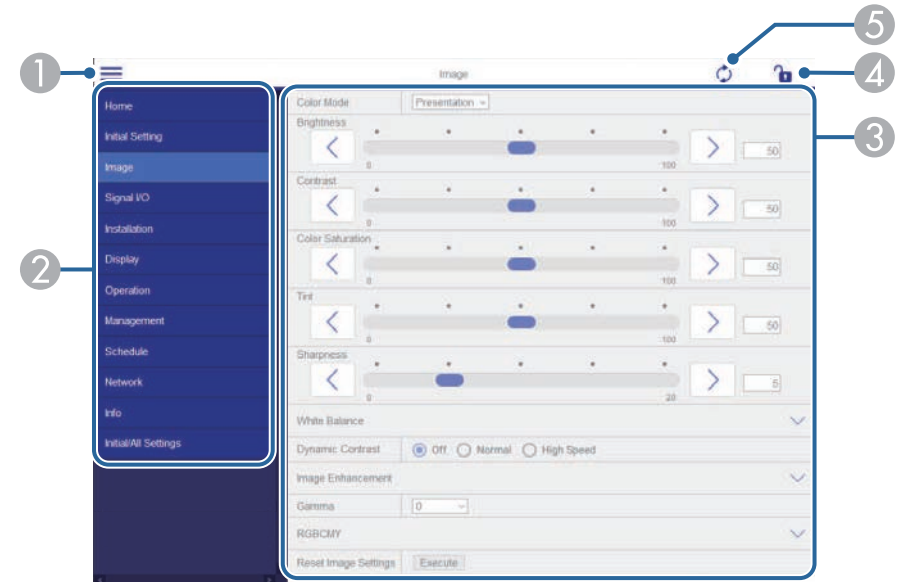 5
1
Image
4
2
Home
Initial Setting
Image
Signal I/O
Installation
Display
Operation
Management
Schedule
Network
Info
Initial/All Settings
3
Color Mode Presentation
Brightness
50
0 100
Contrast
50
0 100
Color Saturation
50
0 100
Tint
50
0 100
Sharpness
5
0 20
White Balance
Dynamic Contrast Off Normal High Speed
Image Enhancement
Gamma 0
RGBCMY
Reset Image Settings Execute